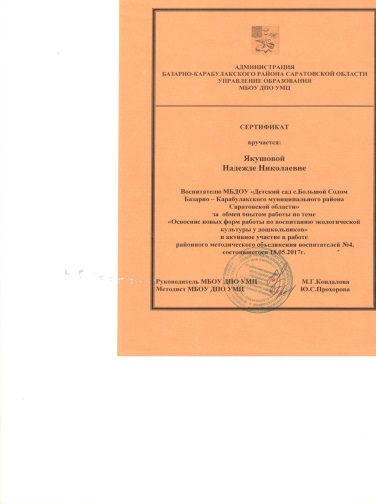 АДМИНИСТРАЦИЯ
БАЗАРНО-КАРАБУЛАКСКОГО РАЙОНА САРАТОВСКОЙ ОБЛАСТИ
УПРАВЛЕНИЕ ОБРАЗОВАНИЯ
МБОУ ДПО УМЦ
СЕРТИФИКАТ
вручается:
Якушовой
Надежде Николаевне
Воспитателю МБДОУ «Детский сад с.Большой Содом
Базарно – Карабулакского муниципального района
Саратовской области»
за обмен опытом работы по теме
«Освоение новых форм работы по воспитанию экологической
культуры у дошкольников»
и активное участие в работе
районного методического объединения воспитателей №4,
состоявшегося 18.05.2017г.
Руководитель МБОУ ДПО УМЦ М.Г.Кондалова
Методист МБОУ ДПО УМЦ Ю.С.Прохорова